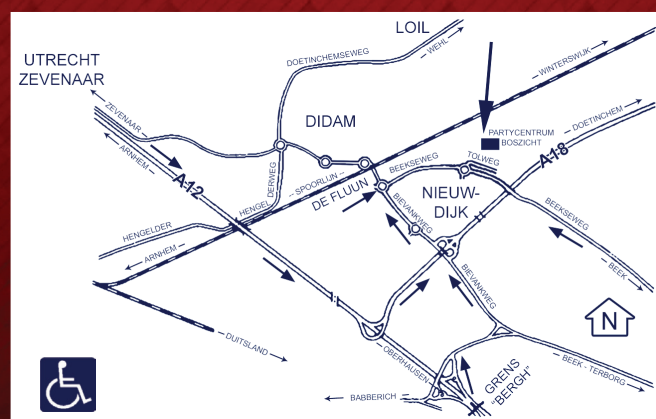 LOIL
WEHL
DOETINCHEMSEWEG
WINTERSWIJK
UTRECHT
ZEVENAAR
ZEVENAAR
ARNHEM
DIDAM
PARTYCENTRUM
BOSZICHT
DOETINCHEM
A18
A12
SPOORLIJN
DE FLUUN
BEEKSEWEG
TOLWEG
HENGEL
DERWEG
NIEUW-
DIJK
BIEVANKWEG
HENGELDER
ARNHEM
BEEKSEWEG
BEEK
BIEVANKWEG
N
DUITSLAND
OBERHAUSEN
BEEK - TERBORG
GRENS
"BERGH"
BABBERICH